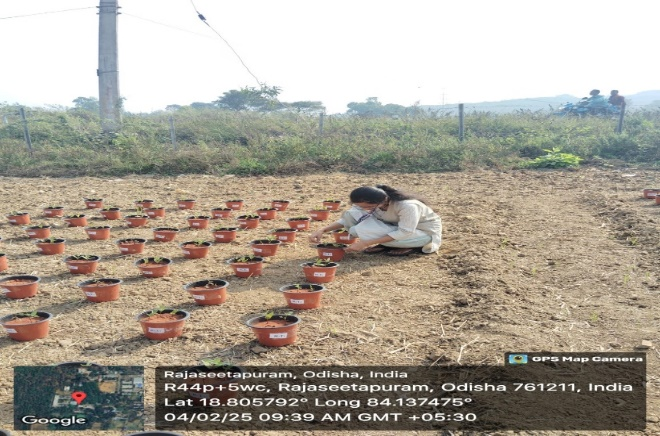 GPS Map Camera
Rajaseetapuram, Odisha, India
R44p+5wc, Rajaseetapuram, Odisha 761211, India
Lat 18.805792° Long 84.137475°
04/02/25 09:39 AM GMT +05:30
Google